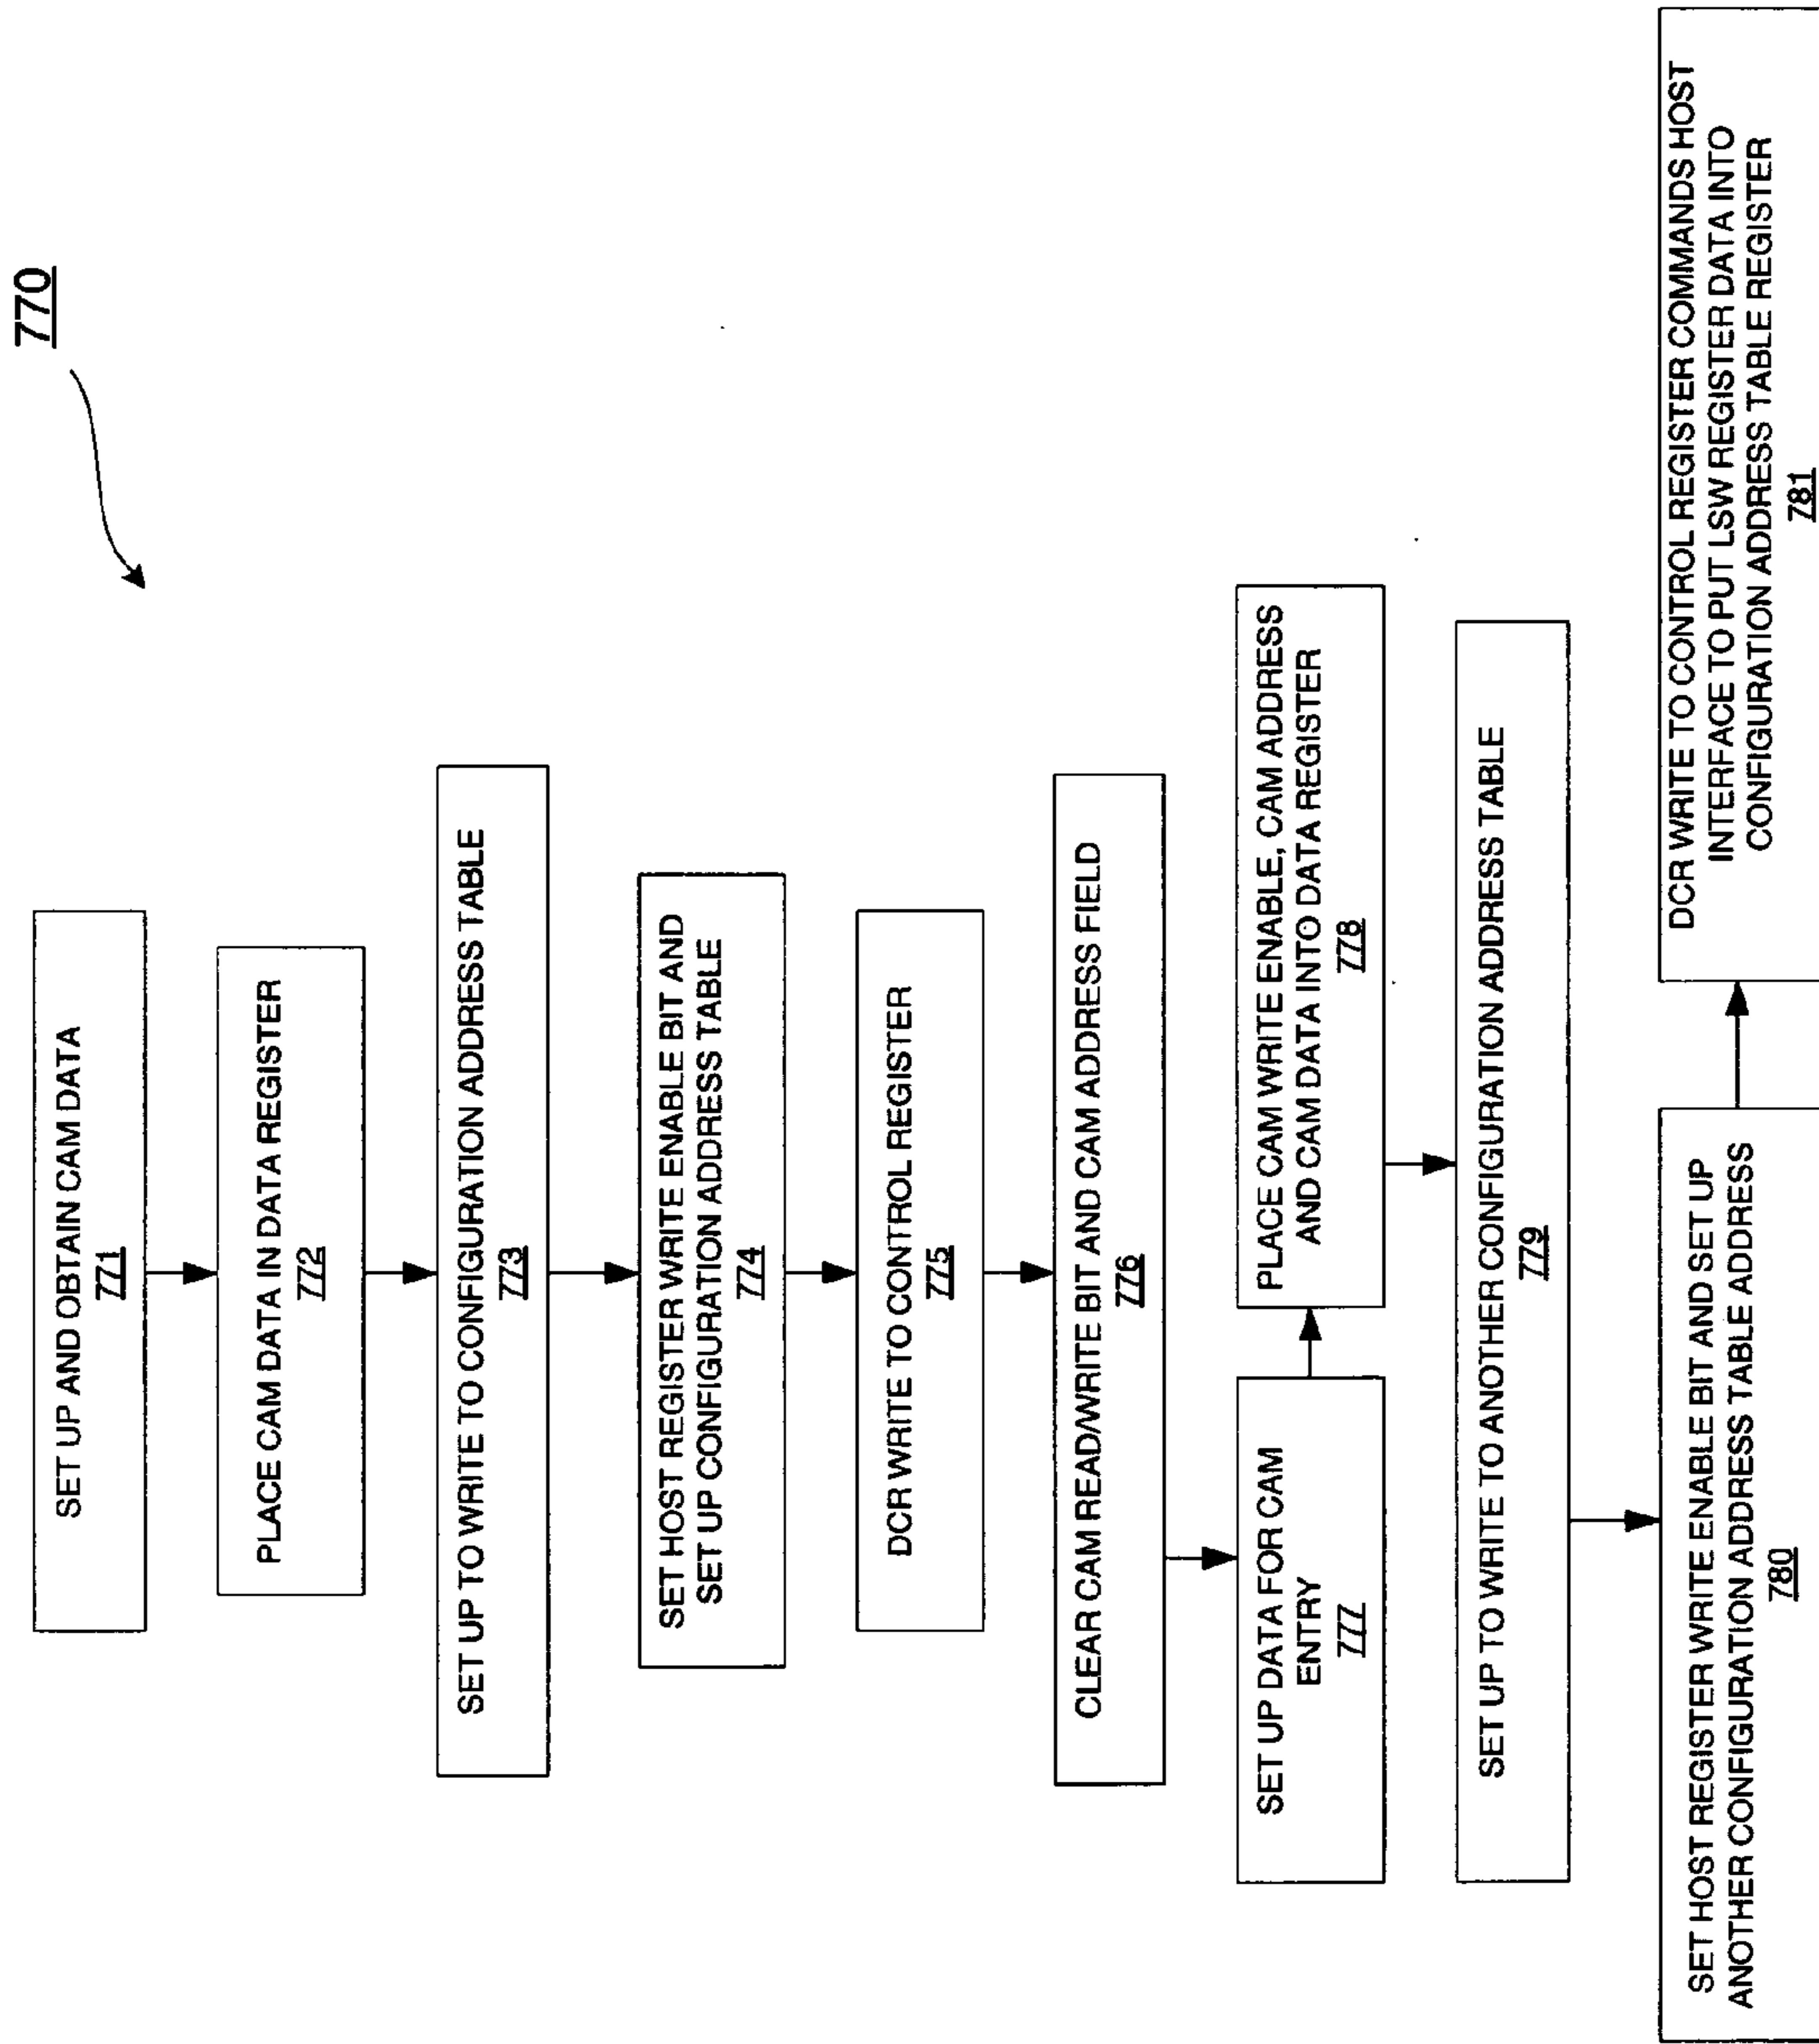 770
SET UP AND OBTAIN CAM DATA
771
PLACE CAM DATA IN DATA REGISTER
772
SET UP TO WRITE TO CONFIGURATION ADDRESS TABLE
773
SET HOST REGISTER WRITE ENABLE BIT AND
SET UP CONFIGURATION ADDRESS TABLE
774
DCR WRITE TO CONTROL REGISTER
775
CLEAR CAM READ/WRITE BIT AND CAM ADDRESS FIELD
776
SET UP DATA FOR CAM
ENTRY
777
PLACE CAM WRITE ENABLE, CAM ADDRESS
AND CAM DATA INTO DATA REGISTER
778
SET UP TO WRITE TO ANOTHER CONFIGURATION ADDRESS TABLE
779
SET HOST REGISTER WRITE ENABLE BIT AND SET UP
ANOTHER CONFIGURATION ADDRESS TABLE ADDRESS
780
DCR WRITE TO CONTROL REGISTER COMMANDS HOST
INTERFACE TO PUT LSW REGISTER DATA INTO
CONFIGURATION ADDRESS TABLE REGISTER
781